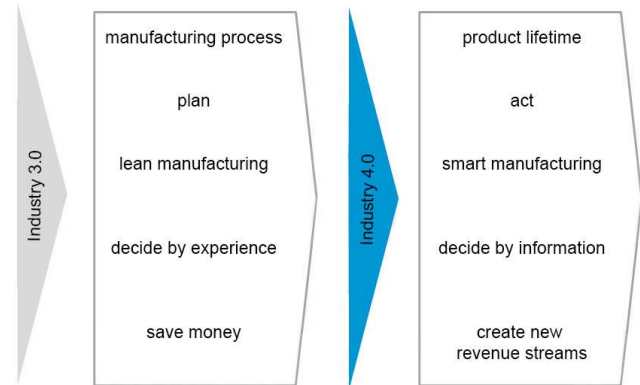 Industry 3.0
manufacturing process
plan
lean manufacturing
decide by experience
save money
Industry 4.0
product lifetime
act
smart manufacturing
decide by information
create new
revenue streams